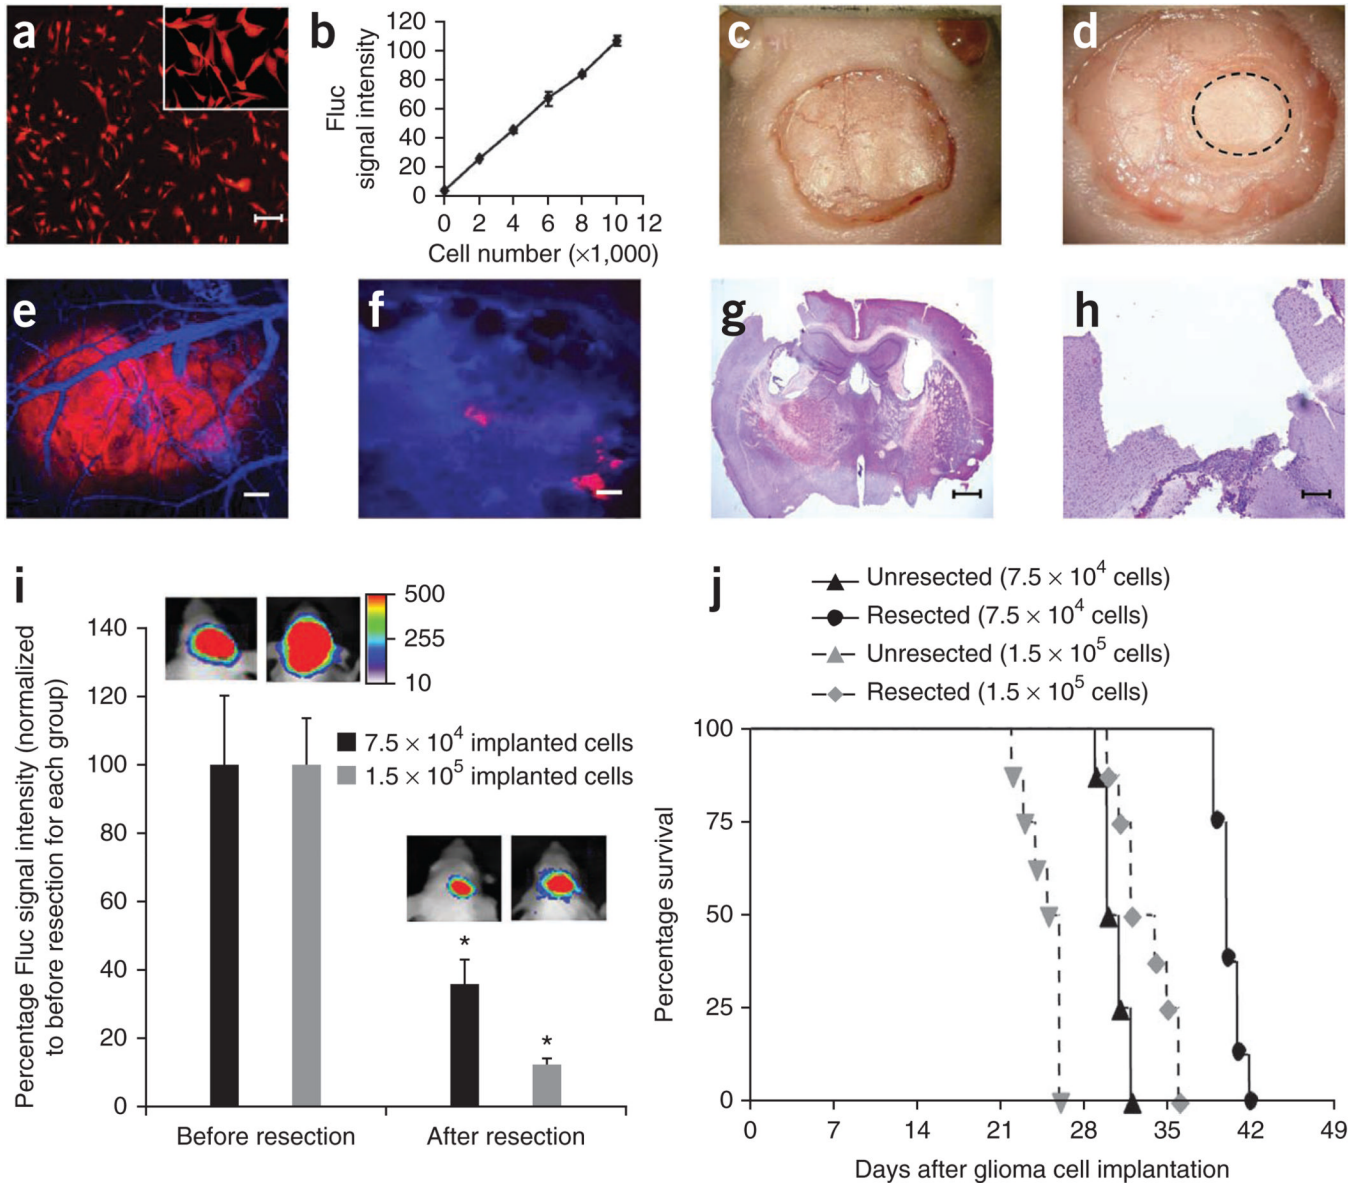 a
b
Fluc
signal intensity
120
100
80
60
40
20
0
0 2 4 6 8 10 12
Cell number (×1,000)
c
d
e
f
g
h
i
Percentage Fluc signal intensity (normalized
to before resection for each group)
140
120
100
80
60
40
20
0
500
255
10
7.5 × 10⁴ implanted cells
1.5 × 10⁵ implanted cells
*
*
Before resection After resection
j
Unresected (7.5 × 10⁴ cells)
Resected (7.5 × 10⁴ cells)
Unresected (1.5 × 10⁵ cells)
Resected (1.5 × 10⁵ cells)
Percentage survival
100
75
50
25
0
0 7 14 21 28 35 42 49
Days after glioma cell implantation